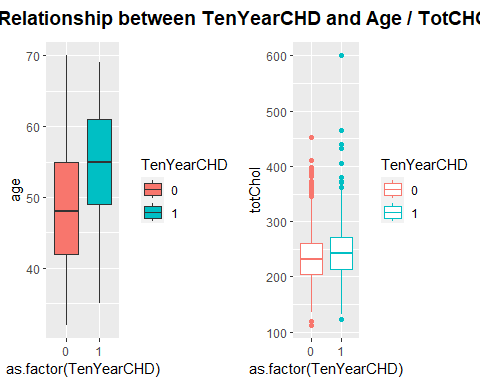 Relationship between TenYearCHD and Age / TotCHO
70
60
50
40
age
0
1
as.factor(TenYearCHD)
TenYearCHD
0
1
600
500
400
300
200
100
totChol
0
1
as.factor(TenYearCHD)
TenYearCHD
0
1